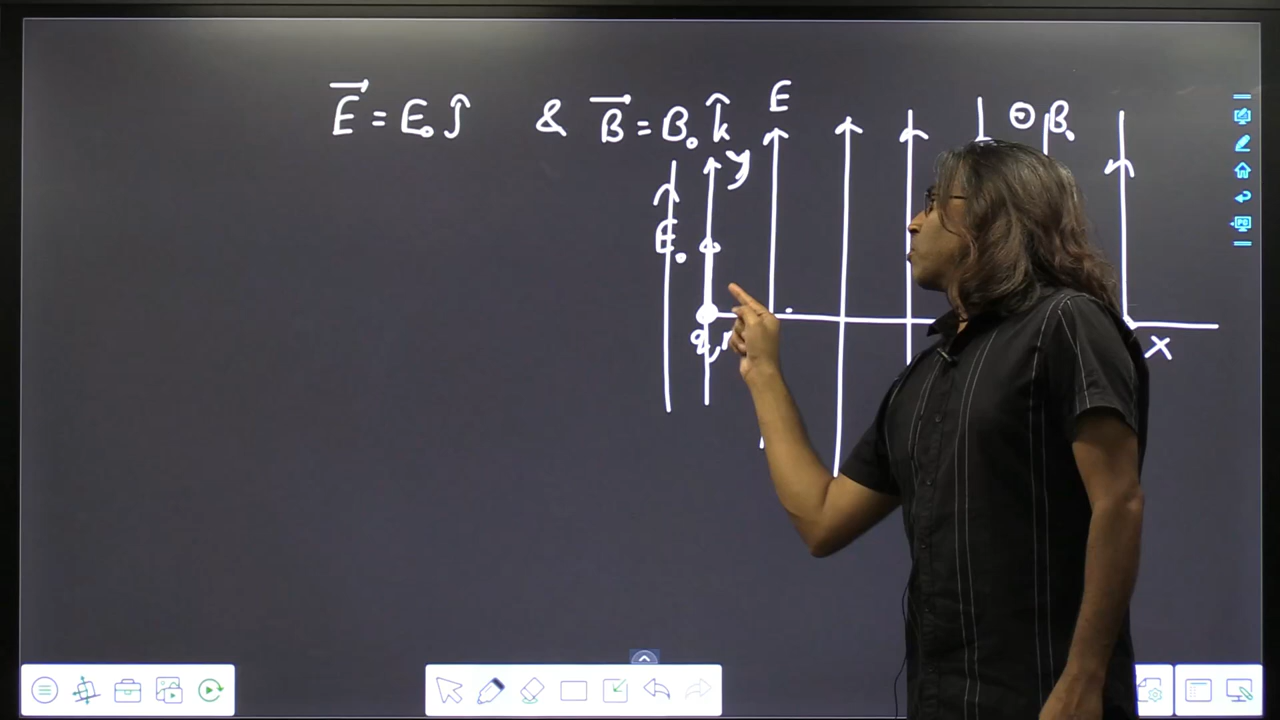 E⃗ = E₀ ĵ & B⃗ = B₀ k̂
E
⊙ B₀
y
E₀
q,
x